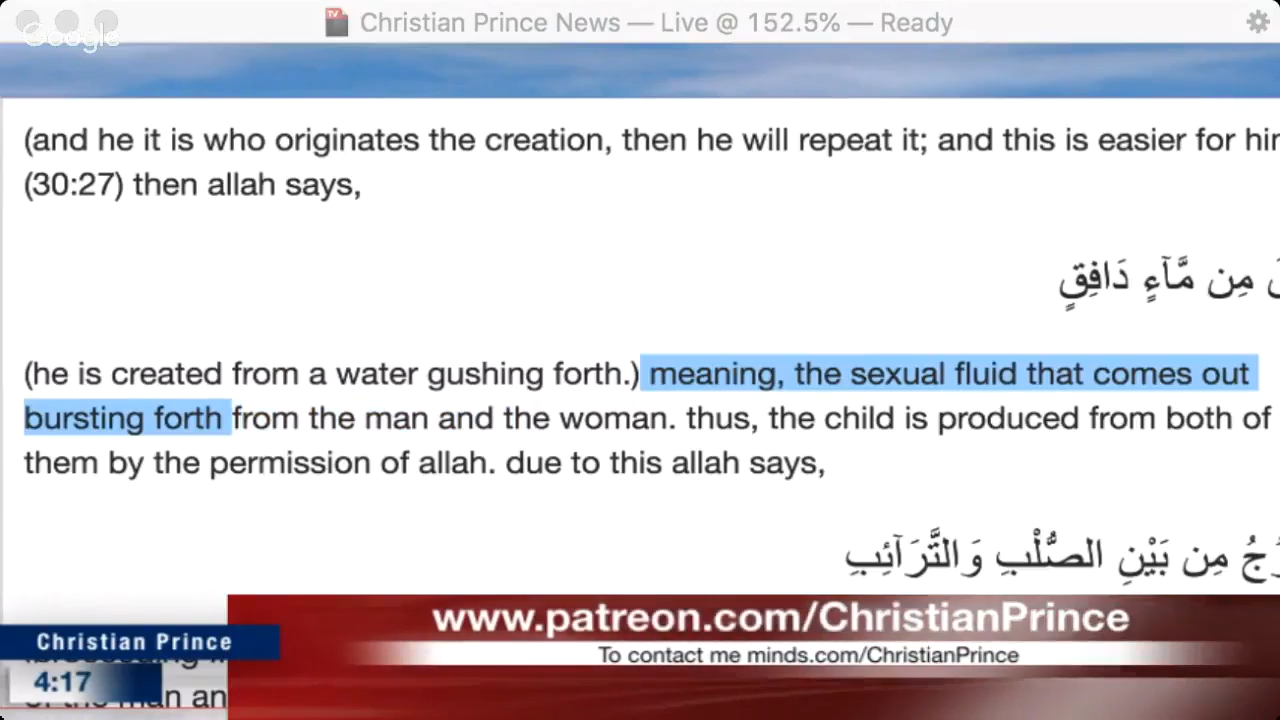 Christian Prince News — Live @ 152.5% — Ready
Google
TV
(and he it is who originates the creation, then he will repeat it; and this is easier for
(30:27) then allah says,
مِن مَّآءٍ دَافِقٍ
(he is created from a water gushing forth.) meaning, the sexual fluid that comes out
bursting forth from the man and the woman. thus, the child is produced from both of
them by the permission of allah. due to this allah says,
مِن بَيْنِ الصُّلْبِ وَالتَّرَآئِبِ
www.patreon.com/ChristianPrince
Christian Prince
To contact me minds.com/ChristianPrince
4:17